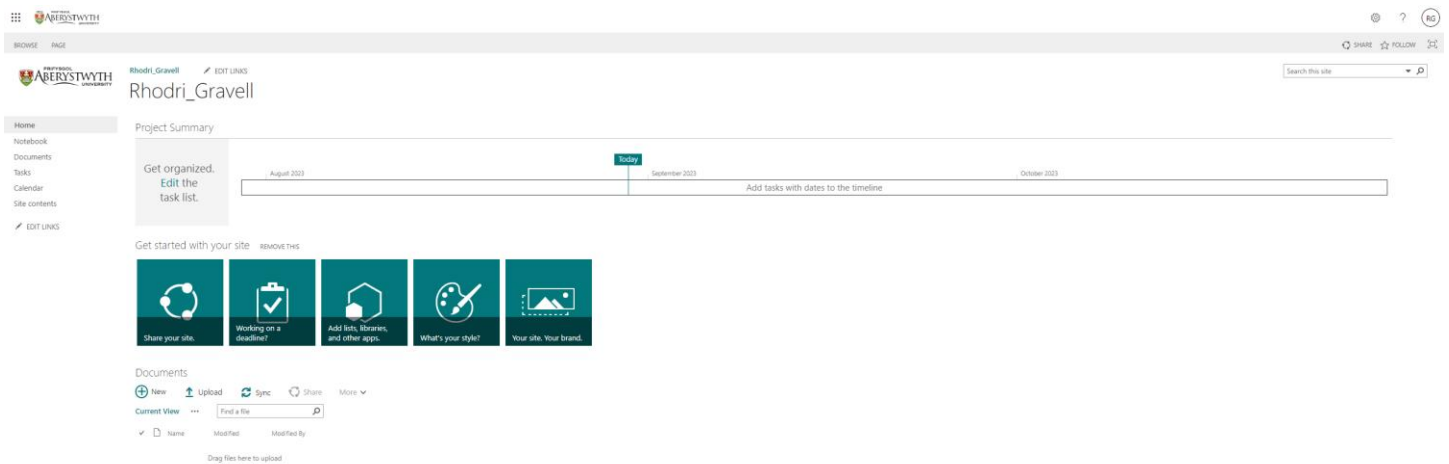 PRIFYSGOL
ABERYSTWYTH
UNIVERSITY
RG
BROWSE PAGE
SHARE FOLLOW
PRIFYSGOL
ABERYSTWYTH
UNIVERSITY
Rhodri_Gravell EDIT LINKS
Rhodri_Gravell
Search this site
Home
Notebook
Documents
Tasks
Calendar
Site contents
EDIT LINKS
Project Summary
Get organized.
Edit the
task list.
Today
August 2023 September 2023 October 2023
Add tasks with dates to the timeline
Get started with your site REMOVE THIS
Share your site.
Working on a
deadline?
Add lists, libraries,
and other apps.
What's your style?
Your site. Your brand.
Documents
New Upload Sync Share More
Current View ••• Find a file
Name Modified Modified By
Drag files here to upload